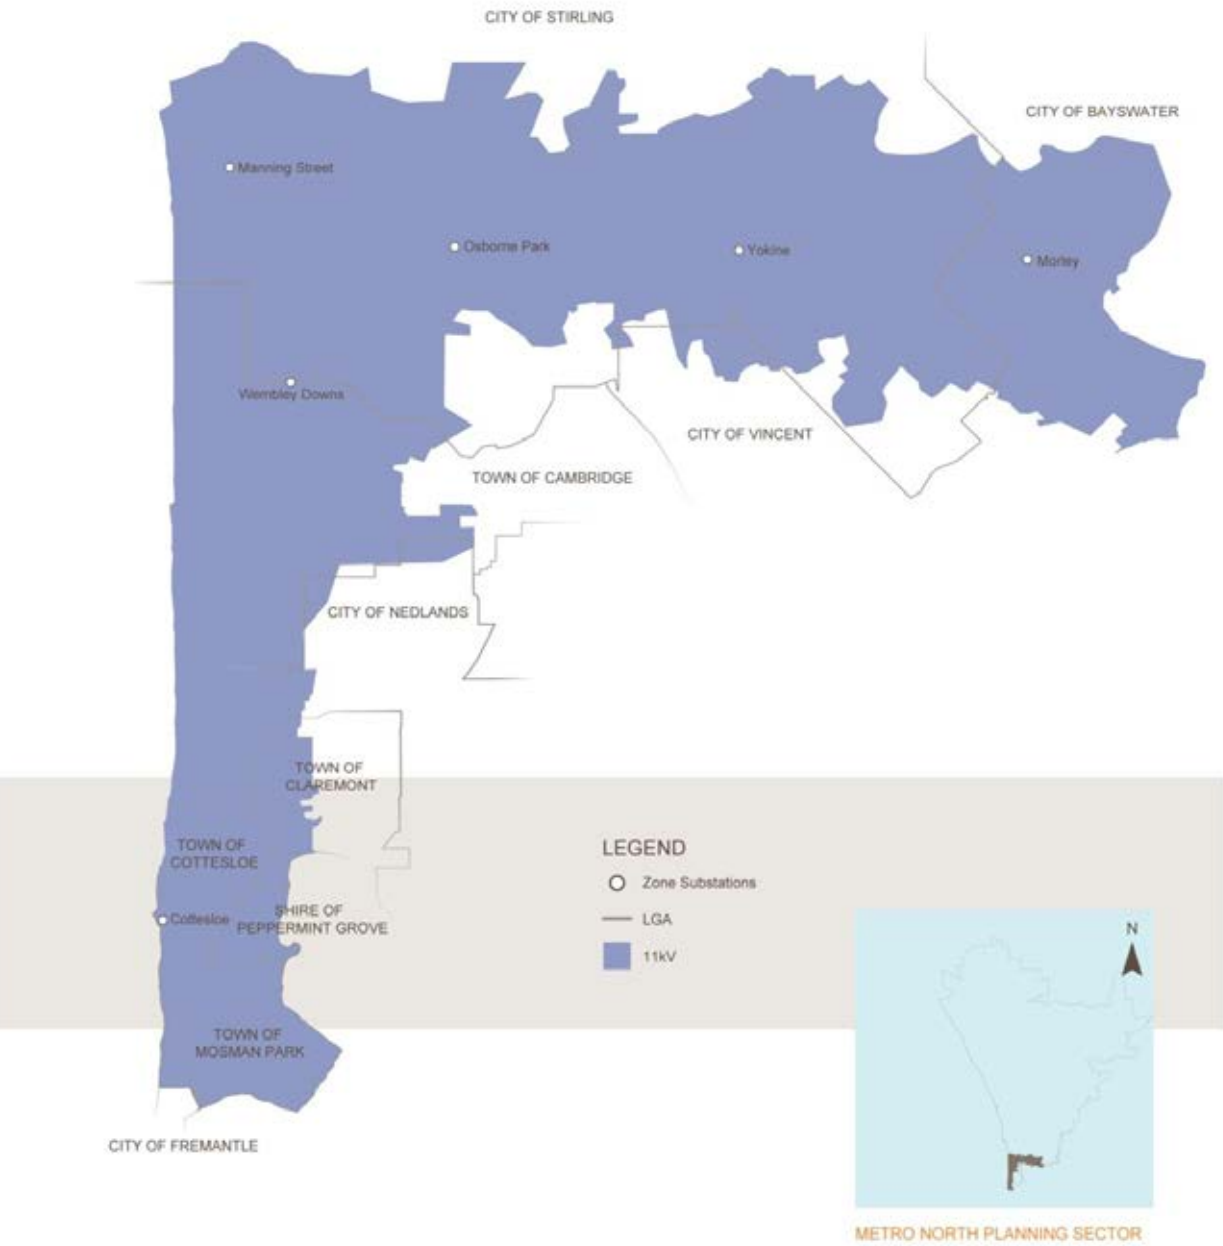 CITY OF STIRLING
CITY OF BAYSWATER
Manning Street
Osborne Park
Yokine
Morley
Wembley Downs
CITY OF VINCENT
TOWN OF CAMBRIDGE
CITY OF NEDLANDS
TOWN OF
CLAREMONT
TOWN OF
COTTESLOE
Cottesloe
SHIRE OF
PEPPERMINT GROVE
TOWN OF
MOSMAN PARK
CITY OF FREMANTLE
LEGEND
Zone Substations
LGA
11kV
N
METRO NORTH PLANNING SECTOR